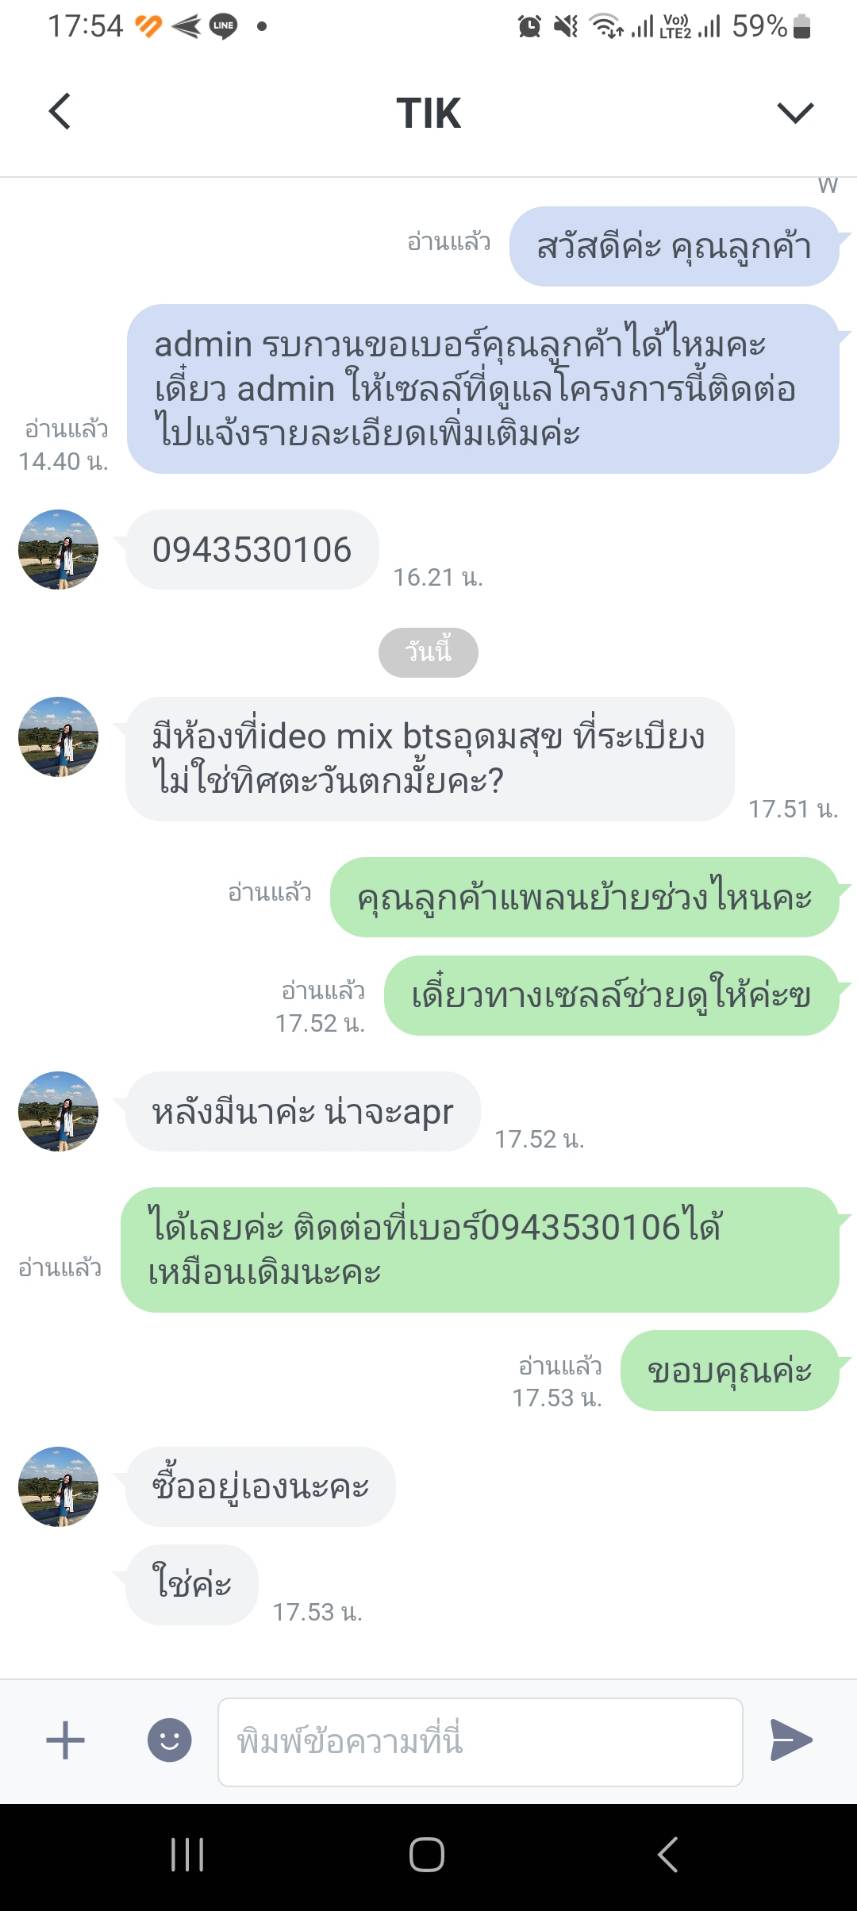 17:54
LINE
Vo))
LTE2
59%
TIK
W
อ่านแล้ว
สวัสดีค่ะ คุณลูกค้า
admin รบกวนขอเบอร์คุณลูกค้าได้ไหมคะ
เดี๋ยว admin ให้เซลล์ที่ดูแลโครงการนี้ติดต่อ
ไปแจ้งรายละเอียดเพิ่มเติมค่ะ
อ่านแล้ว
14.40 น.
0943530106
16.21 น.
วันนี้
มีห้องที่ideo mix btsอุดมสุข ที่ระเบียง
ไม่ใช่ทิศตะวันตกมั้ยคะ?
17.51 น.
อ่านแล้ว
คุณลูกค้าแพลนย้ายช่วงไหนคะ
อ่านแล้ว
17.52 น.
เดี๋ยวทางเซลล์ช่วยดูให้ค่ะฃ
หลังมีนาค่ะ น่าจะapr
17.52 น.
ได้เลยค่ะ ติดต่อที่เบอร์0943530106ได้
เหมือนเดิมนะคะ
อ่านแล้ว
อ่านแล้ว
17.53 น.
ขอบคุณค่ะ
ซื้ออยู่เองนะคะ
ใช่ค่ะ
17.53 น.
พิมพ์ข้อความที่นี่